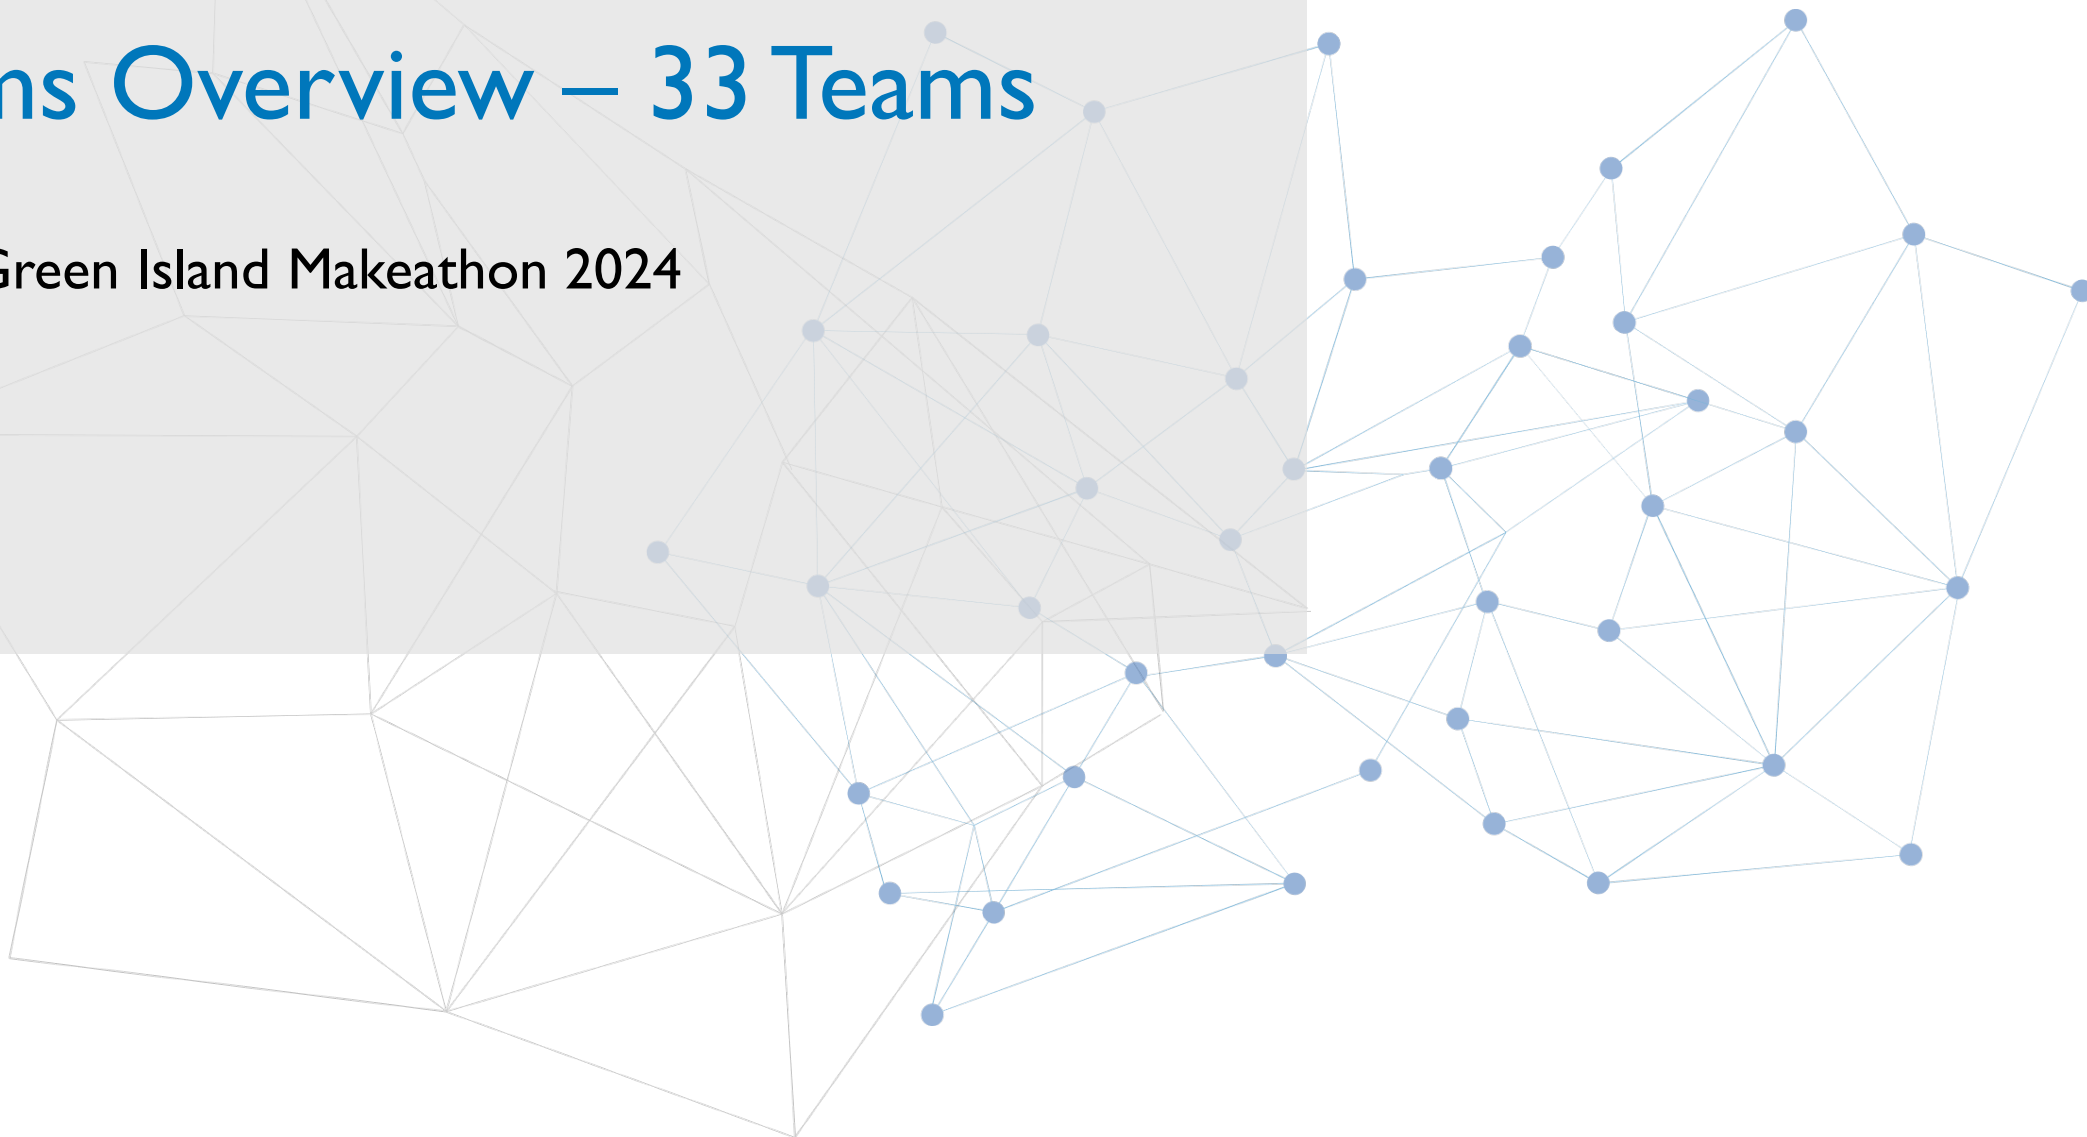 ns Overview – 33 Teams
Green Island Makeathon 2024